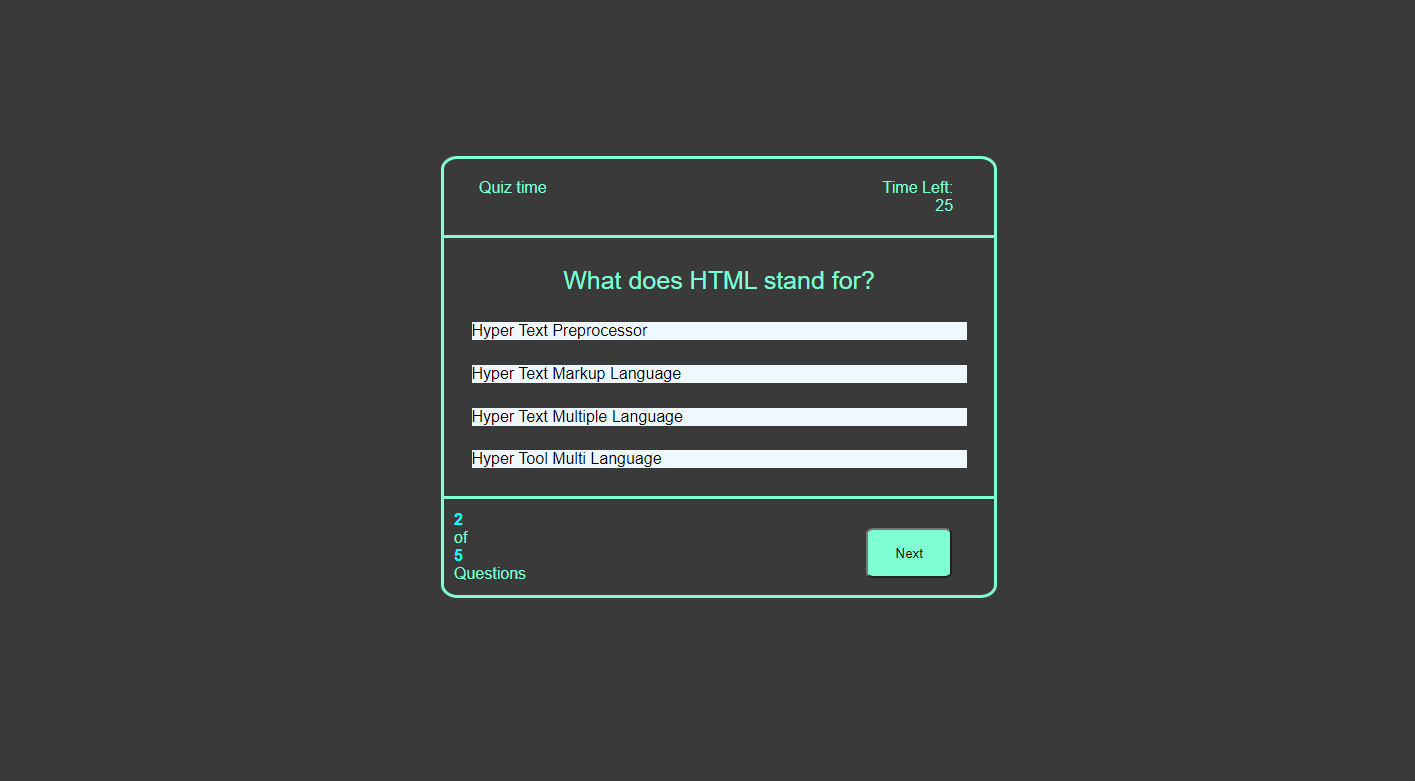 Quiz time
Time Left:
25
What does HTML stand for?
Hyper Text Preprocessor
Hyper Text Markup Language
Hyper Text Multiple Language
Hyper Tool Multi Language
2
of
5
Questions
Next